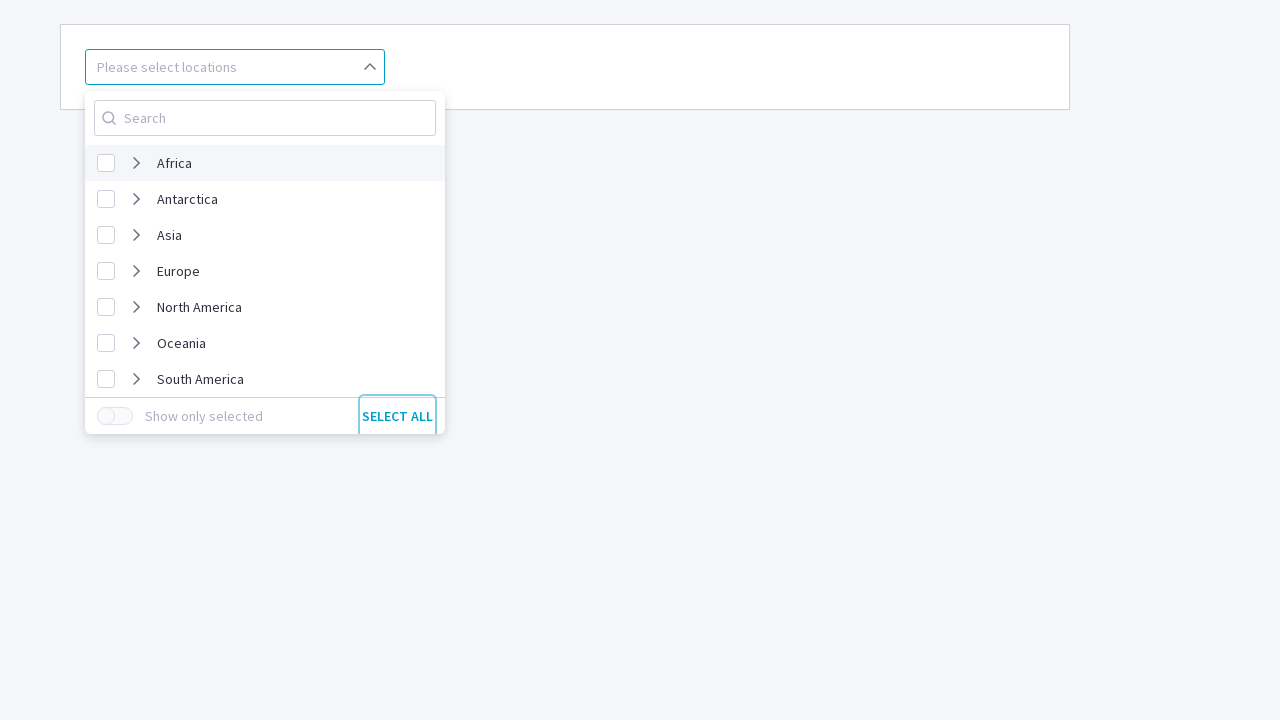 Please select locations
Search
Africa
Antarctica
Asia
Europe
North America
Oceania
South America
Show only selected SELECT ALL